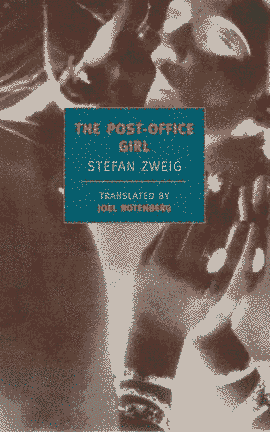 THE POST-OFFICE
GIRL
STEFAN ZWEIG
TRANSLATED BY
JOEL ROTENBERG